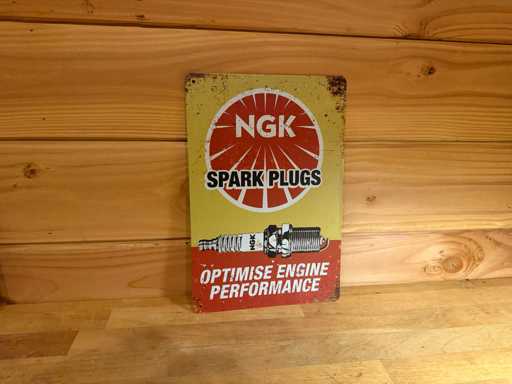 NGK
SPARK PLUGS
NGK
OPTIMISE ENGINE
PERFORMANCE